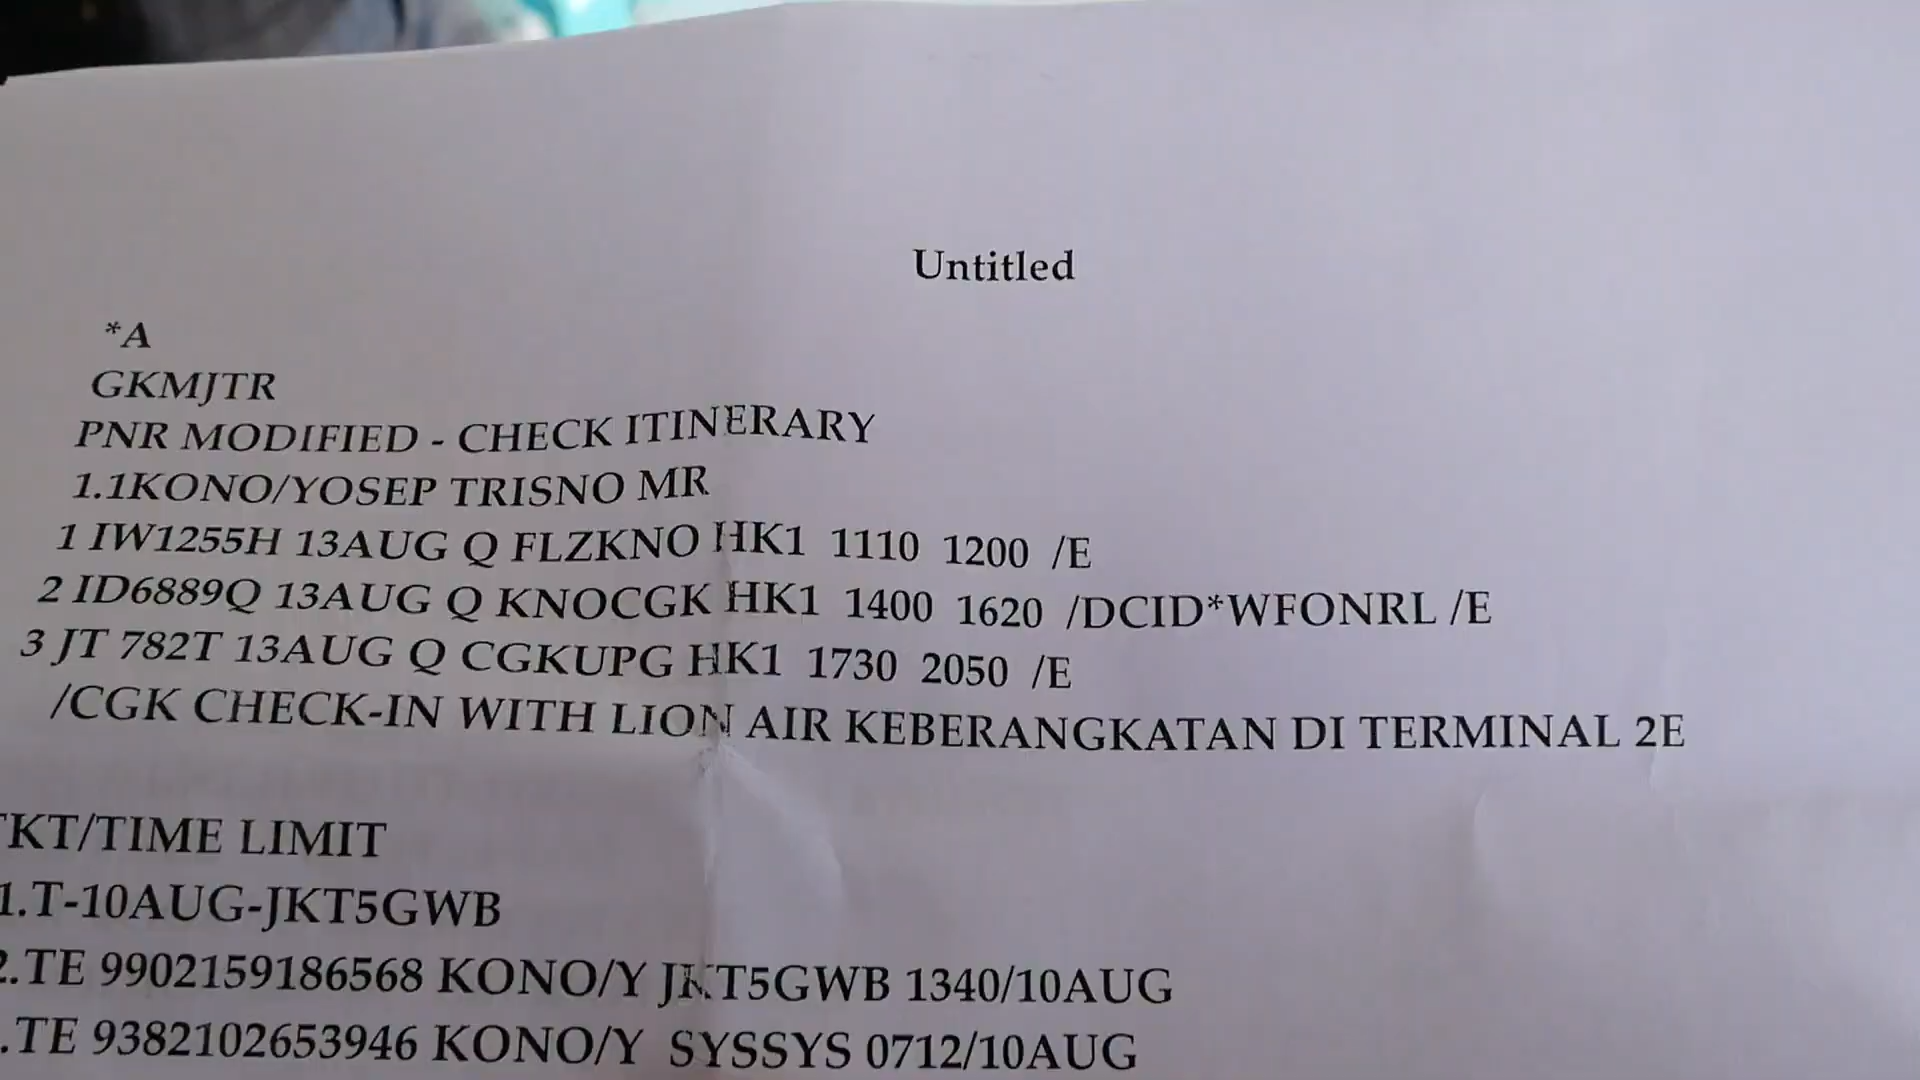 Untitled
*A
GKMJTR
PNR MODIFIED - CHECK ITINERARY
1.1KONO/YOSEP TRISNO MR
1 IW1255H 13AUG Q FLZKNO HK1 1110 1200 /E
2 ID6889Q 13AUG Q KNOCGK HK1 1400 1620 /DCID*WFONRL /E
3 JT 782T 13AUG Q CGKUPG HK1 1730 2050 /E
/CGK CHECK-IN WITH LION AIR KEBERANGKATAN DI TERMINAL 2E
TKT/TIME LIMIT
1.T-10AUG-JKT5GWB
2.TE 9902159186568 KONO/Y JKT5GWB 1340/10AUG
.TE 9382102653946 KONO/Y SYSSYS 0712/10AUG